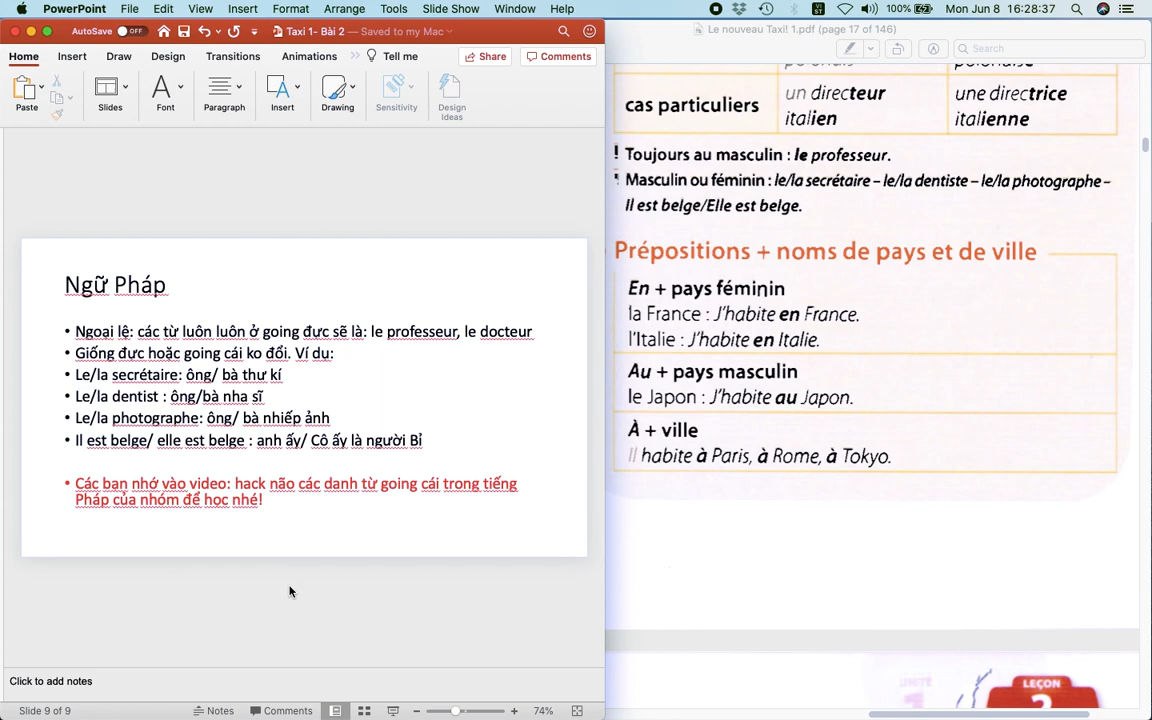 PowerPoint File Edit View Insert Format Arrange Tools Slide Show Window Help 100% Mon Jun 8 16:28:37
AutoSave OFF Taxi 1- Bài 2 — Saved to my Mac
Home Insert Draw Design Transitions Animations Tell me Share Comments
Paste Slides Font Paragraph Insert Drawing Sensitivity Design
Ideas
Ngữ Pháp
• Ngoại lệ: các từ luôn luôn ở going đực sẽ là: le professeur, le docteur
• Giống đực hoặc going cái ko đổi. Ví dụ:
• Le/la secrétaire: ông/ bà thư kí
• Le/la dentist : ông/bà nha sĩ
• Le/la photographe: ông/ bà nhiếp ảnh
• Il est belge/ elle est belge : anh ấy/ Cô ấy là người Bỉ
• Các bạn nhớ vào video: hack não các danh từ going cái trong tiếng
Pháp của nhóm để học nhé!
Click to add notes
Slide 9 of 9 Notes Comments 74%
Le nouveau Taxi! 1.pdf (page 17 of 146)
Search
polonais polonaise
cas particuliers un directeur une directrice
italien italienne
! Toujours au masculin : le professeur.
! Masculin ou féminin : le/la secrétaire – le/la dentiste – le/la photographe –
Il est belge/Elle est belge.
Prépositions + noms de pays et de ville
En + pays féminin
la France : J'habite en France.
l'Italie : J'habite en Italie.
Au + pays masculin
le Japon : J'habite au Japon.
À + ville
Il habite à Paris, à Rome, à Tokyo.
UNITÉ LEÇON
1 2